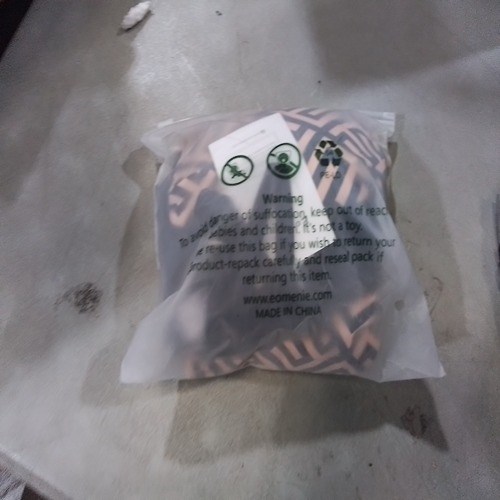 Warning
To avoid danger of suffocation, keep out of reach
babies and children. It's not a toy.
re-use this bag if you wish to return your
product-repack carefully and reseal pack if
returning this item.
www.eomenie.com
MADE IN CHINA